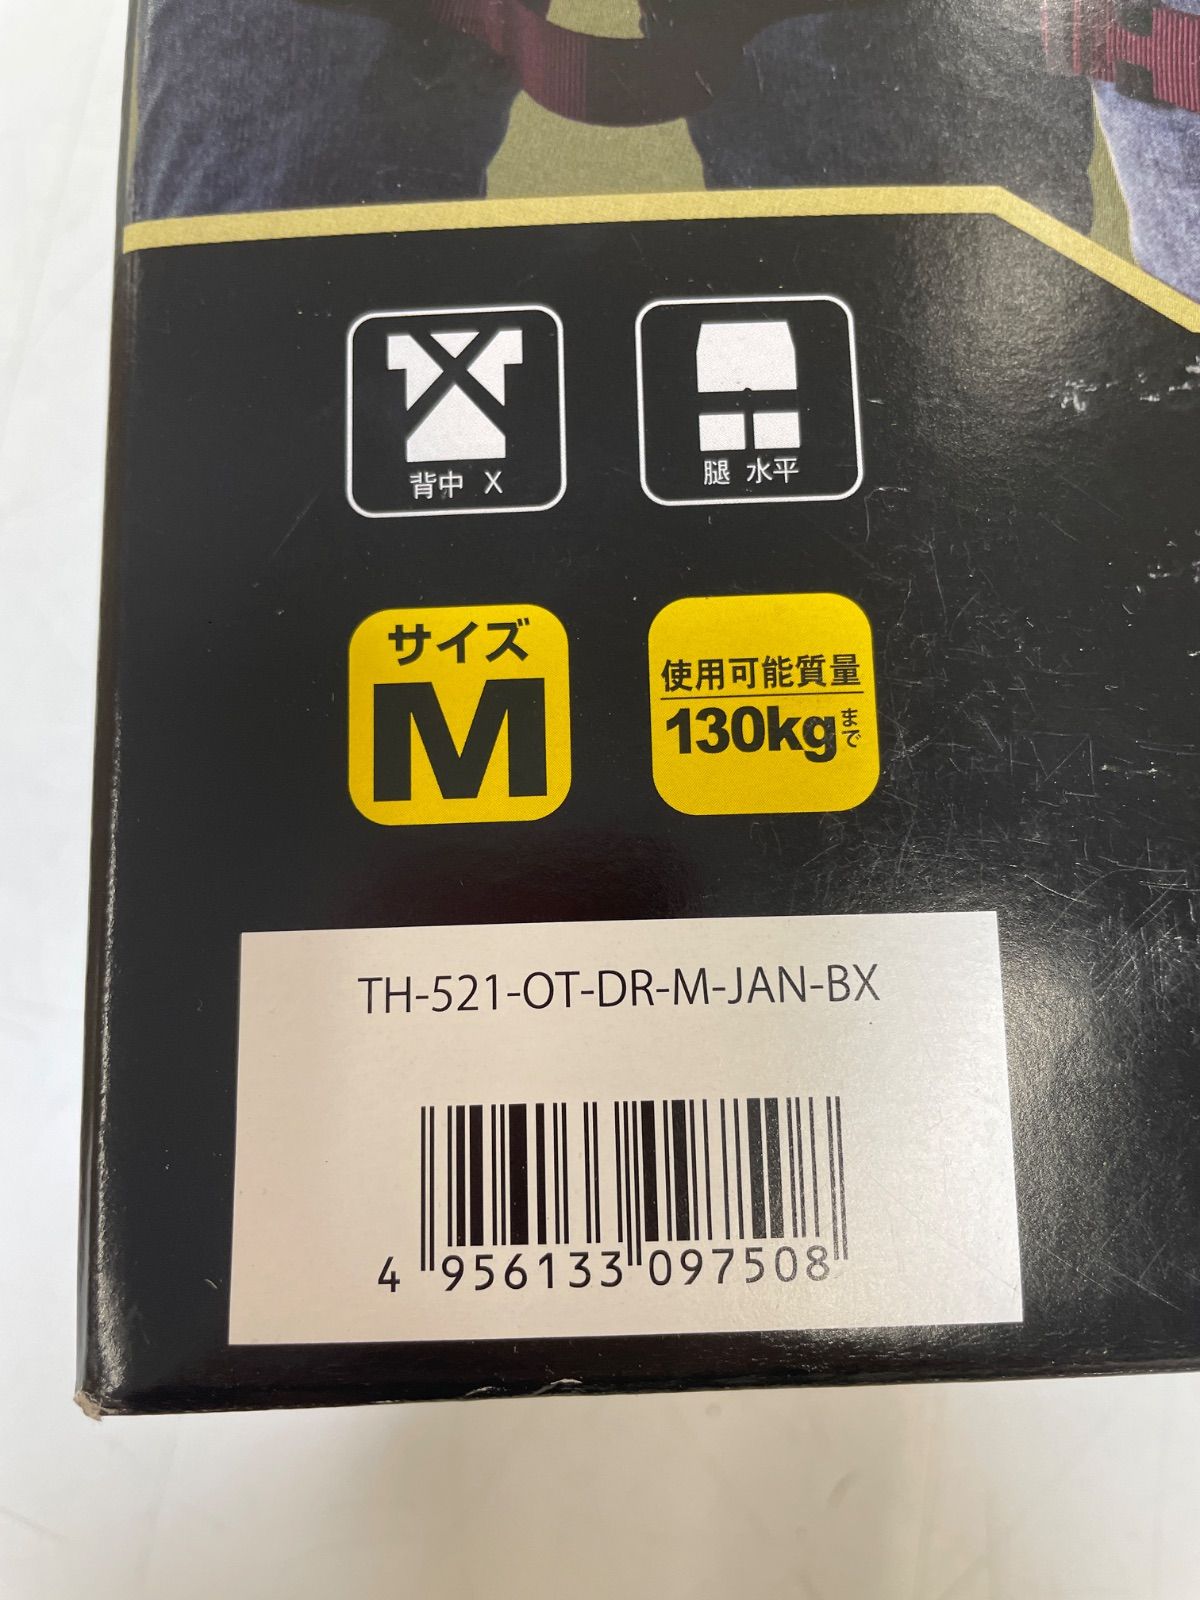 背中 X
腿 水平
サイズ
M
使用可能質量
130kgまで
TH-521-OT-DR-M-JAN-BX
4 956133 097508